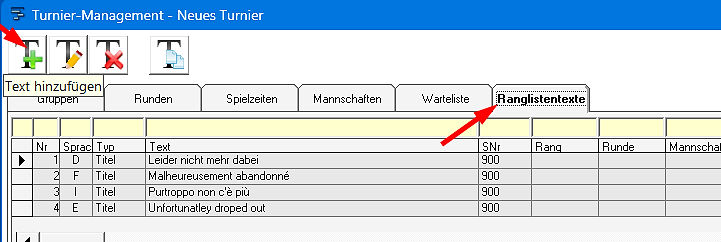 Turnier-Management - Neues Turnier
Text hinzufügen
Gruppen Runden Spielzeiten Mannschaften Warteliste Ranglistentexte
Nr Sprac Typ Text SNr Rang Runde Mannscha
1 D Titel Leider nicht mehr dabei 900
2 F Titel Malheureusement abandonné 900
3 I Titel Purtroppo non c'è più 900
4 E Titel Unfortunatley droped out 900